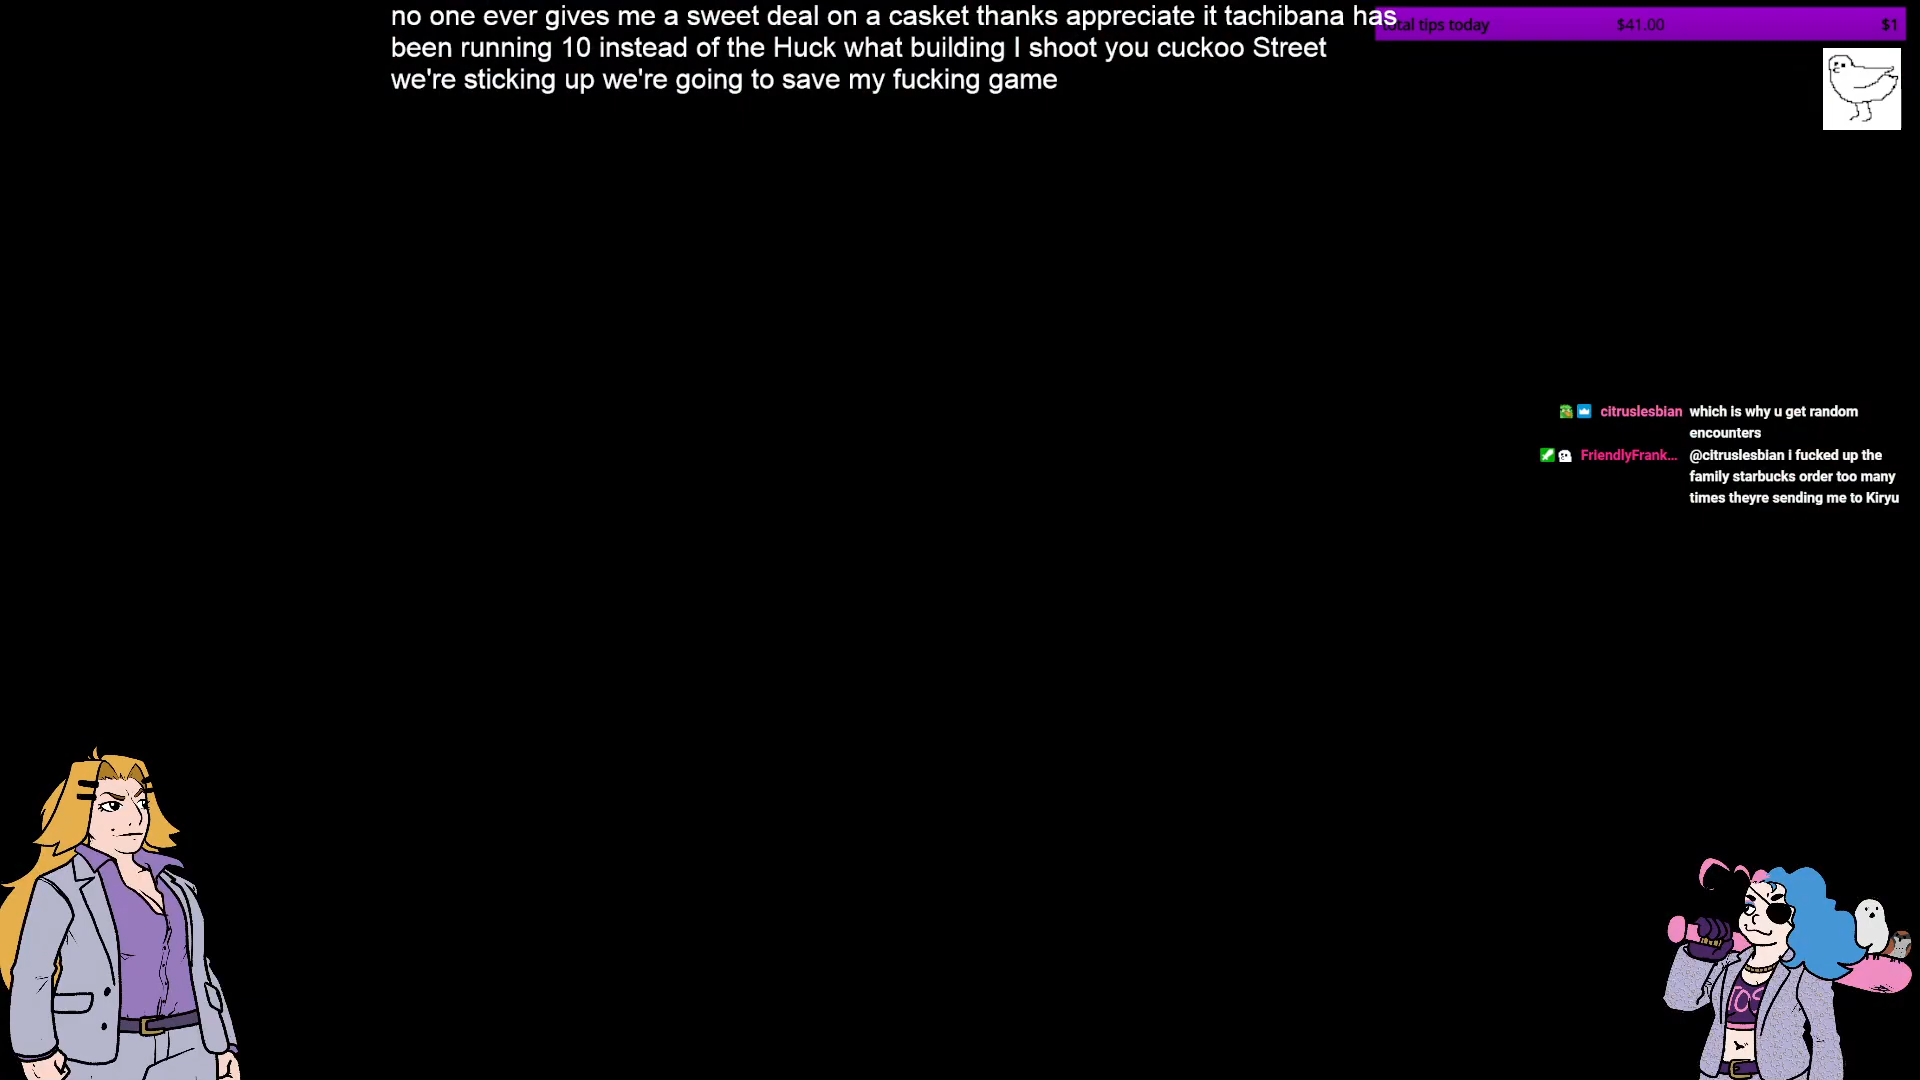 no one ever gives me a sweet deal on a casket thanks appreciate it tachibana has
been running 10 instead of the Huck what building I shoot you cuckoo Street
we're sticking up we're going to save my fucking game
total tips today $41.00 $1
citruslesbian which is why u get random
encounters
FriendlyFrank... @citruslesbian i fucked up the
family starbucks order too many
times theyre sending me to Kiryu